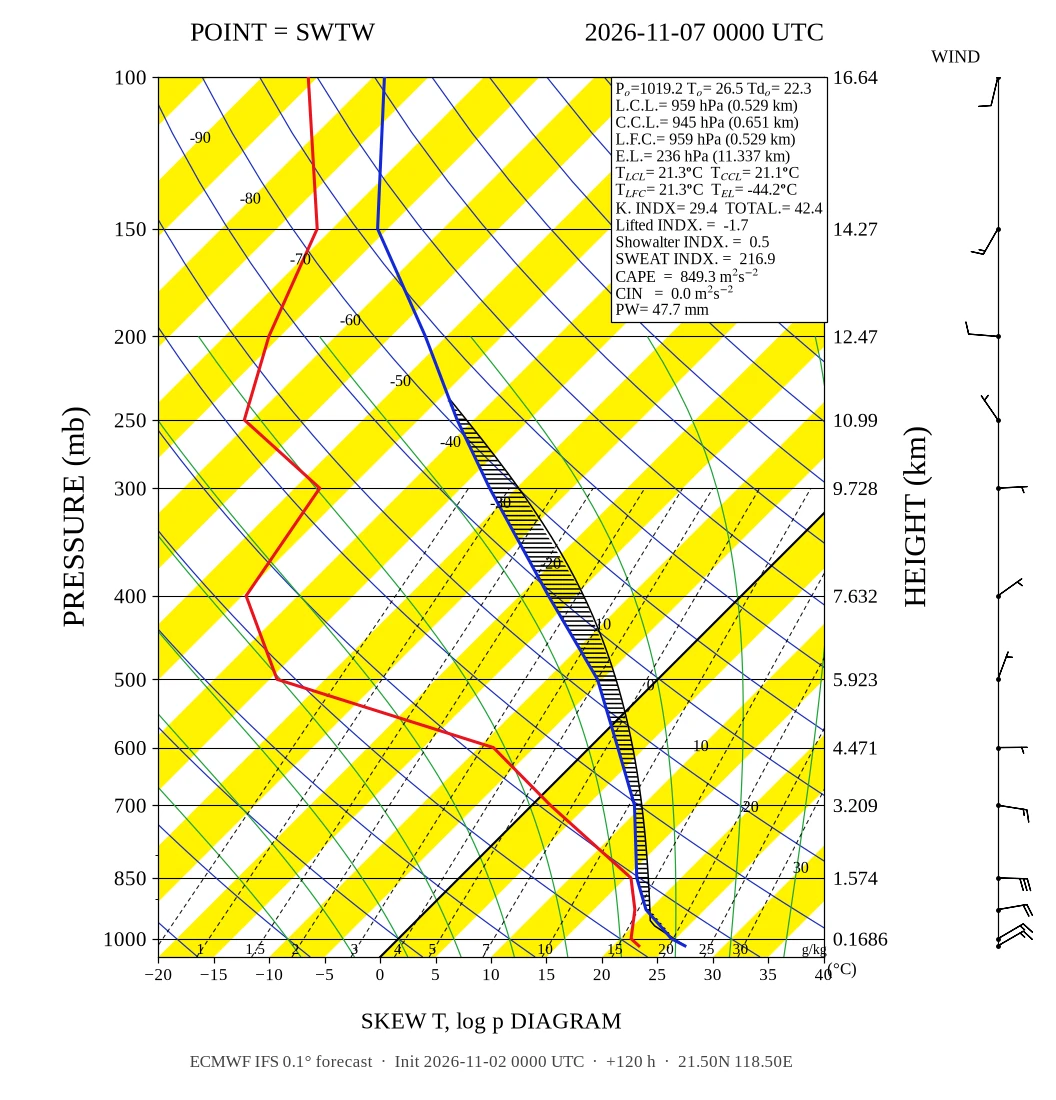 POINT = SWTW 2026-11-07 0000 UTC
WIND
P₀=1019.2 T₀= 26.5 Td₀= 22.3
L.C.L.= 959 hPa (0.529 km)
C.C.L.= 945 hPa (0.651 km)
L.F.C.= 959 hPa (0.529 km)
E.L.= 236 hPa (11.337 km)
T_LCL= 21.3°C T_CCL= 21.1°C
T_LFC= 21.3°C T_EL= -44.2°C
K. INDX= 29.4 TOTAL.= 42.4
Lifted INDX. = -1.7
Showalter INDX. = 0.5
SWEAT INDX. = 216.9
CAPE = 849.3 m²s⁻²
CIN = 0.0 m²s⁻²
PW= 47.7 mm
100 16.64
-90
-80
150 14.27
-70
-60
200 12.47
-50
250 10.99
-40
300 9.728
-30
-20
400 7.632
-10
500 0 5.923
600 10 4.471
700 20 3.209
850 30 1.574
1000 0.1686
1 1.5 2 3 4 5 7 10 15 20 25 30 g/kg
−20 −15 −10 −5 0 5 10 15 20 25 30 35 40 (°C)
PRESSURE (mb)
HEIGHT (km)
SKEW T, log p DIAGRAM
ECMWF IFS 0.1° forecast · Init 2026-11-02 0000 UTC · +120 h · 21.50N 118.50E